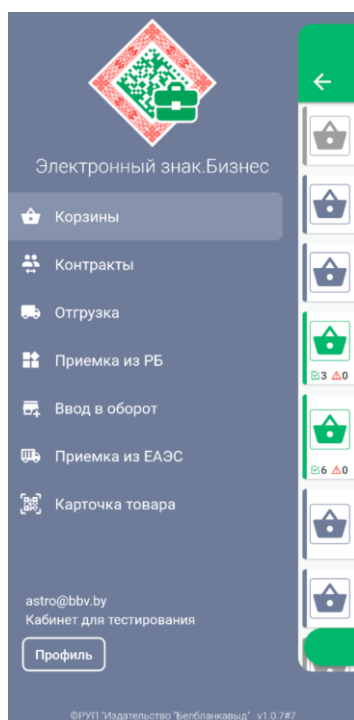 Электронный знак.Бизнес
Корзины
Контракты
Отгрузка
Приемка из РБ
3 0
Ввод в оборот
Приемка из ЕАЭС
6 0
Карточка товара
astro@bbv.by
Кабинет для тестирования
Профиль
©РУП "Издательство "Белбланкавыд" v1.0.7#7